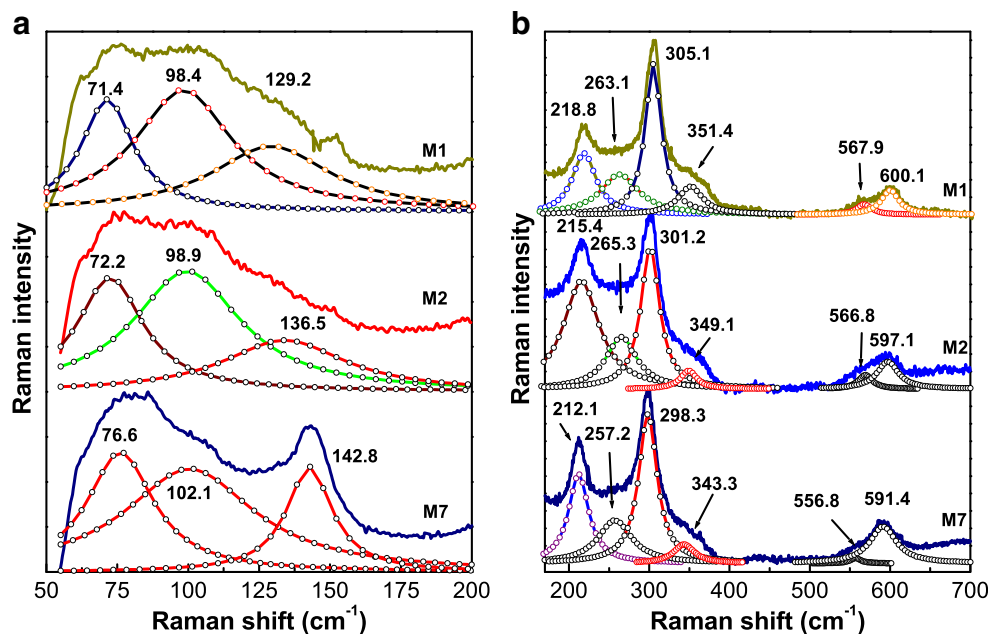 a
71.4
98.4
129.2
M1
72.2
98.9
136.5
M2
76.6
102.1
142.8
M7
Raman intensity
50 75 100 125 150 175 200
Raman shift (cm-1)
b
305.1
263.1
218.8
351.4
567.9
600.1
M1
215.4
265.3
301.2
349.1
566.8
597.1
M2
212.1
257.2
298.3
343.3
556.8
591.4
M7
Raman intensity
200 300 400 500 600 700
Raman shift (cm-1)